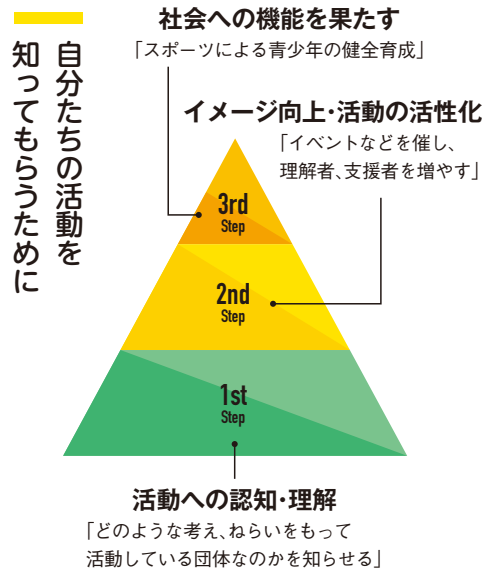 自分たちの活動を
知ってもらうために
社会への機能を果たす
「スポーツによる青少年の健全育成」
イメージ向上・活動の活性化
「イベントなどを催し、
理解者、支援者を増やす」
3rd
Step
2nd
Step
1st
Step
活動への認知・理解
「どのような考え、ねらいをもって
活動している団体なのかを知らせる」